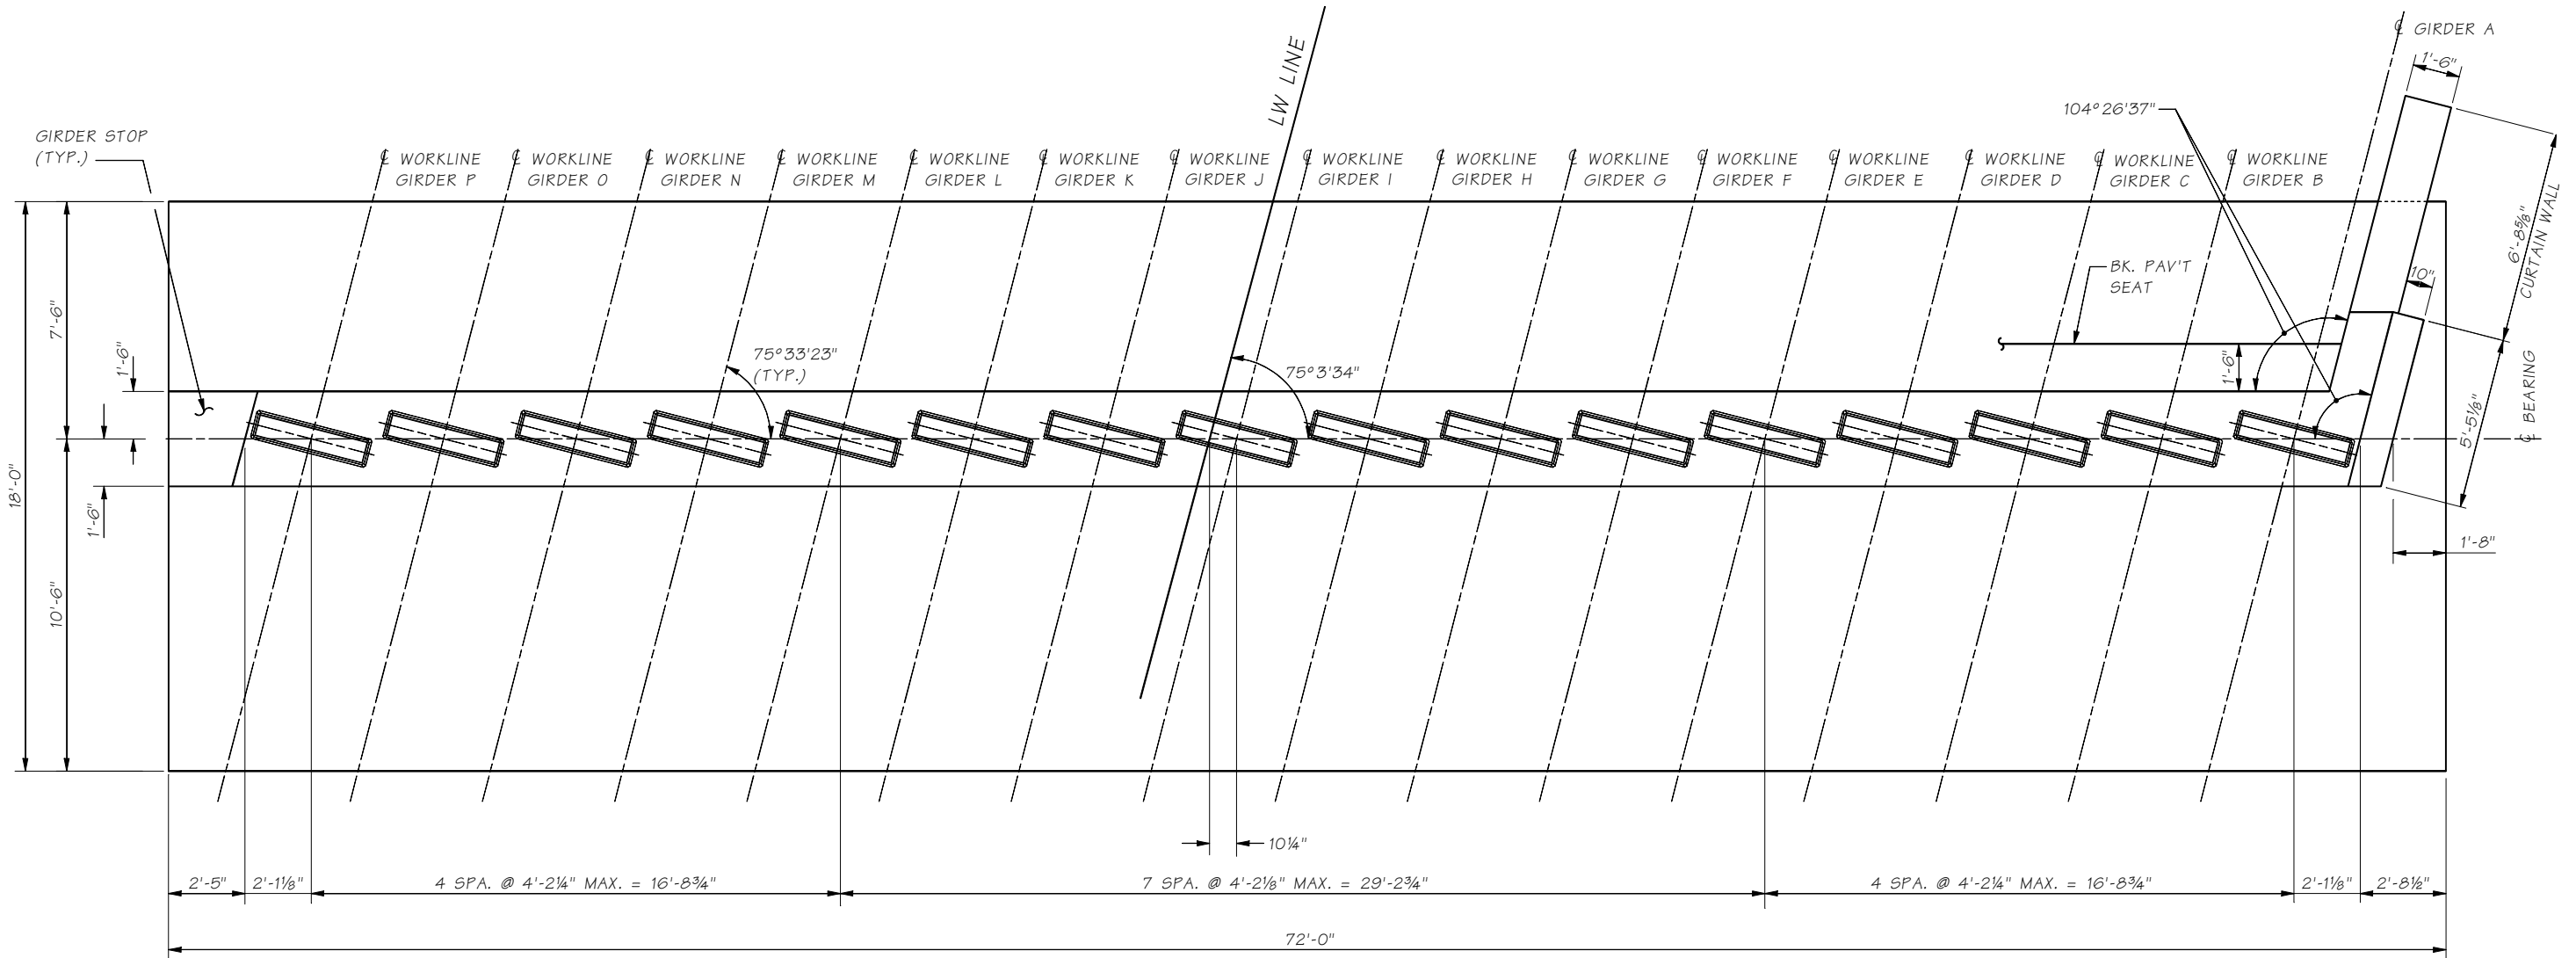 ℄ GIRDER A
1'-6"
LW LINE
104°26'37"
GIRDER STOP
(TYP.)
℄ WORKLINE
GIRDER P
℄ WORKLINE
GIRDER O
℄ WORKLINE
GIRDER N
℄ WORKLINE
GIRDER M
℄ WORKLINE
GIRDER L
℄ WORKLINE
GIRDER K
℄ WORKLINE
GIRDER J
℄ WORKLINE
GIRDER I
℄ WORKLINE
GIRDER H
℄ WORKLINE
GIRDER G
℄ WORKLINE
GIRDER F
℄ WORKLINE
GIRDER E
℄ WORKLINE
GIRDER D
℄ WORKLINE
GIRDER C
℄ WORKLINE
GIRDER B
6'-8⅝"
CURTAIN WALL
BK. PAV'T
SEAT
10"
7'-6"
1'-6"
75°33'23"
(TYP.)
75°3'34"
1'-6"
℄ BEARING
5'-5⅛"
18'-0"
1'-6"
10'-6"
1'-8"
10¼"
2'-5"
2'-1⅛"
4 SPA. @ 4'-2¼" MAX. = 16'-8¾"
7 SPA. @ 4'-2⅛" MAX. = 29'-2¾"
4 SPA. @ 4'-2¼" MAX. = 16'-8¾"
2'-1⅛"
2'-8½"
72'-0"